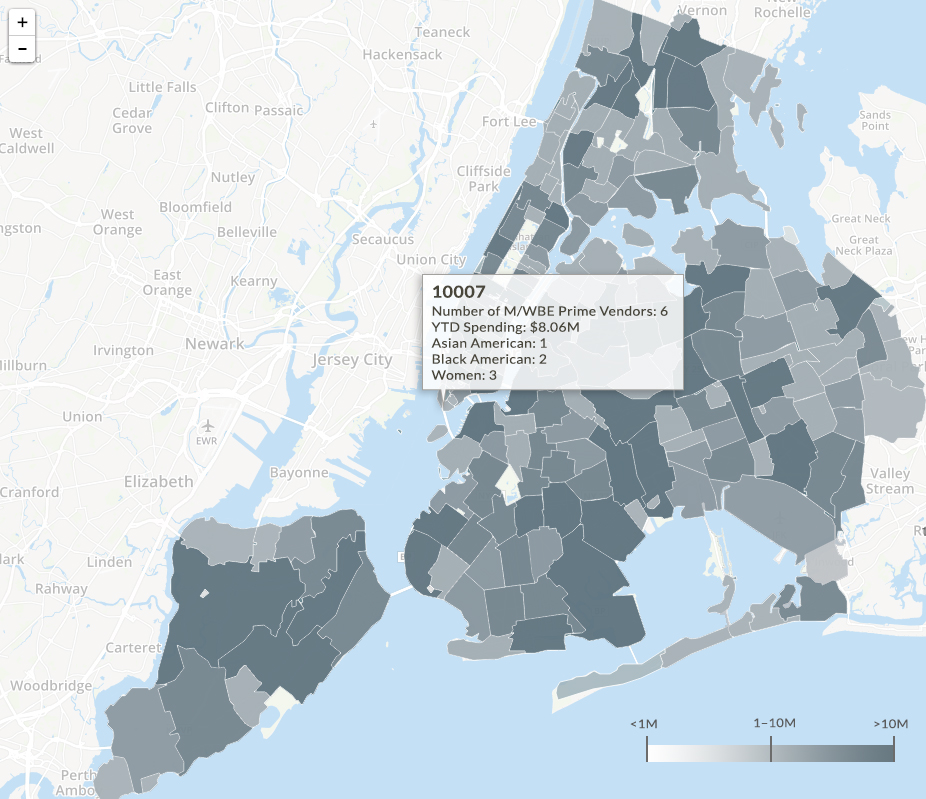 +
−
Teaneck
Vernon
New
Rochelle
Hackensack
Little Falls
Clifton
Passaic
Cedar
Grove
Fort Lee
Sands
Point
West
Caldwell
Cliffside
Park
Nutley
West
Orange
Bloomfield
Belleville
Great Neck
Great
Neck Plaza
Secaucus
Union City
East
Orange
Kearny
10007
Number of M/WBE Prime Vendors: 6
YTD Spending: $8.06M
Asian American: 1
Black American: 2
Women: 3
Newark
Irvington
Jersey City
Union
EWR
Bayonne
Elizabeth
Cranford
Valley
Stream
Linden
Rahway
Carteret
Woodbridge
Perth
<1M
1–10M
>10M